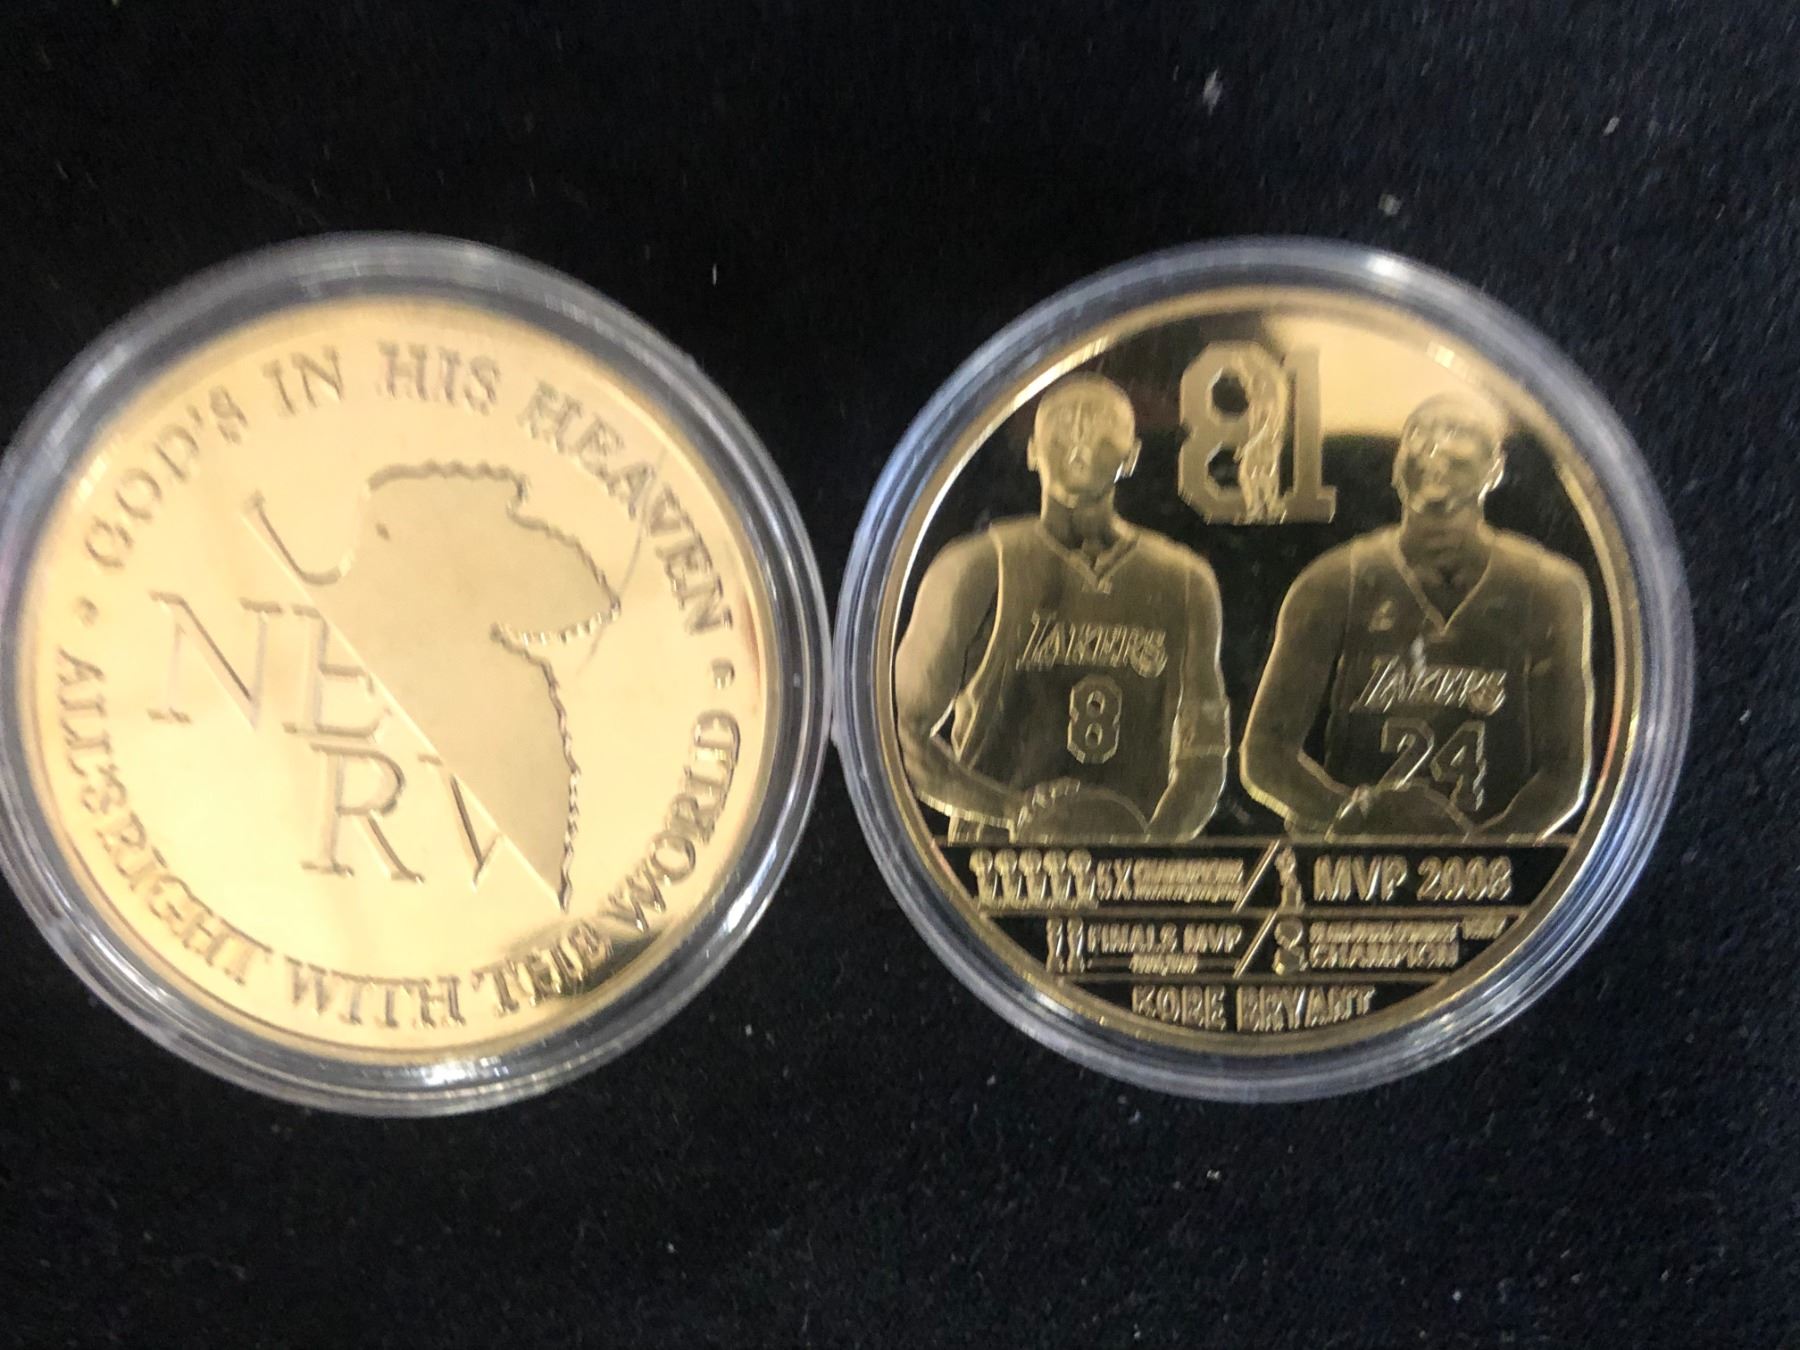 GOD'S IN HIS HEAVEN
NERV
ALL'S RIGHT WITH THE WORLD
81
LAKERS
8
LAKERS
24
5X
MVP 2008
FINALS MVP
CHAMPION
KOBE BRYANT